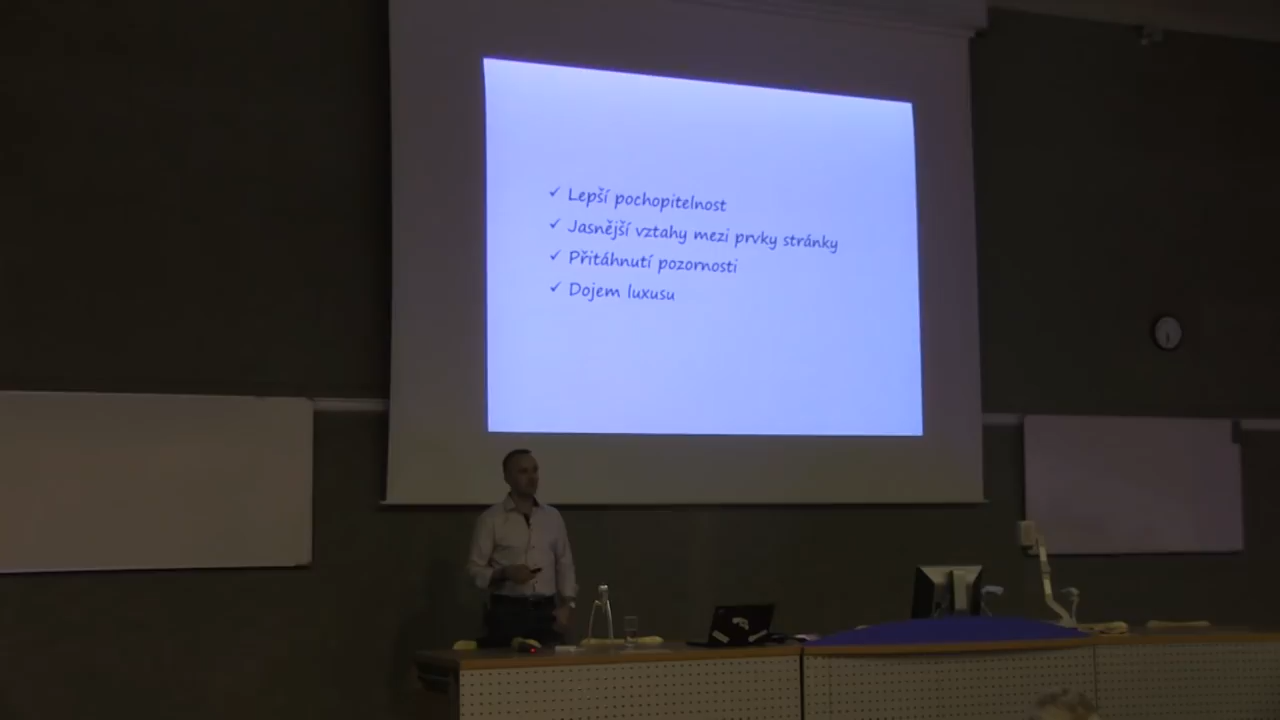 ✓ Lepší pochopitelnost
✓ Jasnější vztahy mezi prvky stránky
✓ Přitáhnutí pozornosti
✓ Dojem luxusu